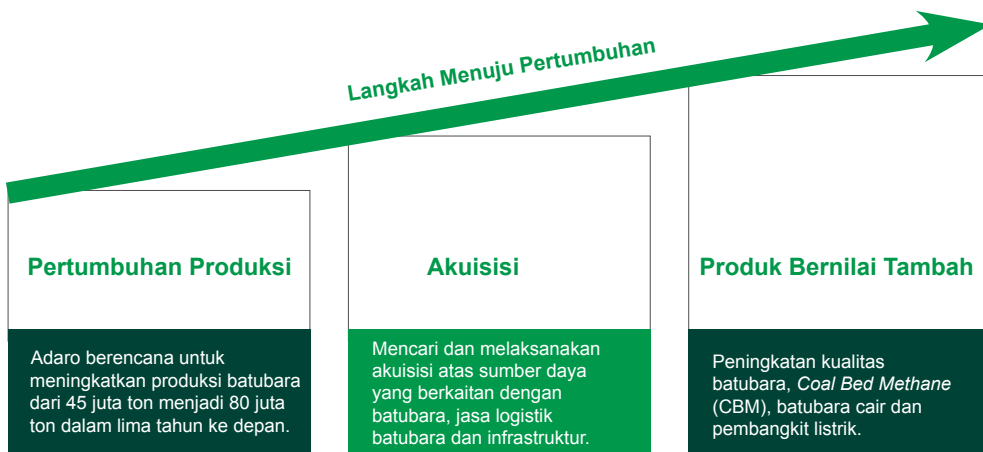 Langkah Menuju Pertumbuhan
Pertumbuhan Produksi
Adaro berencana untuk
meningkatkan produksi batubara
dari 45 juta ton menjadi 80 juta
ton dalam lima tahun ke depan.
Akuisisi
Mencari dan melaksanakan
akuisisi atas sumber daya
yang berkaitan dengan
batubara, jasa logistik
batubara dan infrastruktur.
Produk Bernilai Tambah
Peningkatan kualitas
batubara, Coal Bed Methane
(CBM), batubara cair dan
pembangkit listrik.